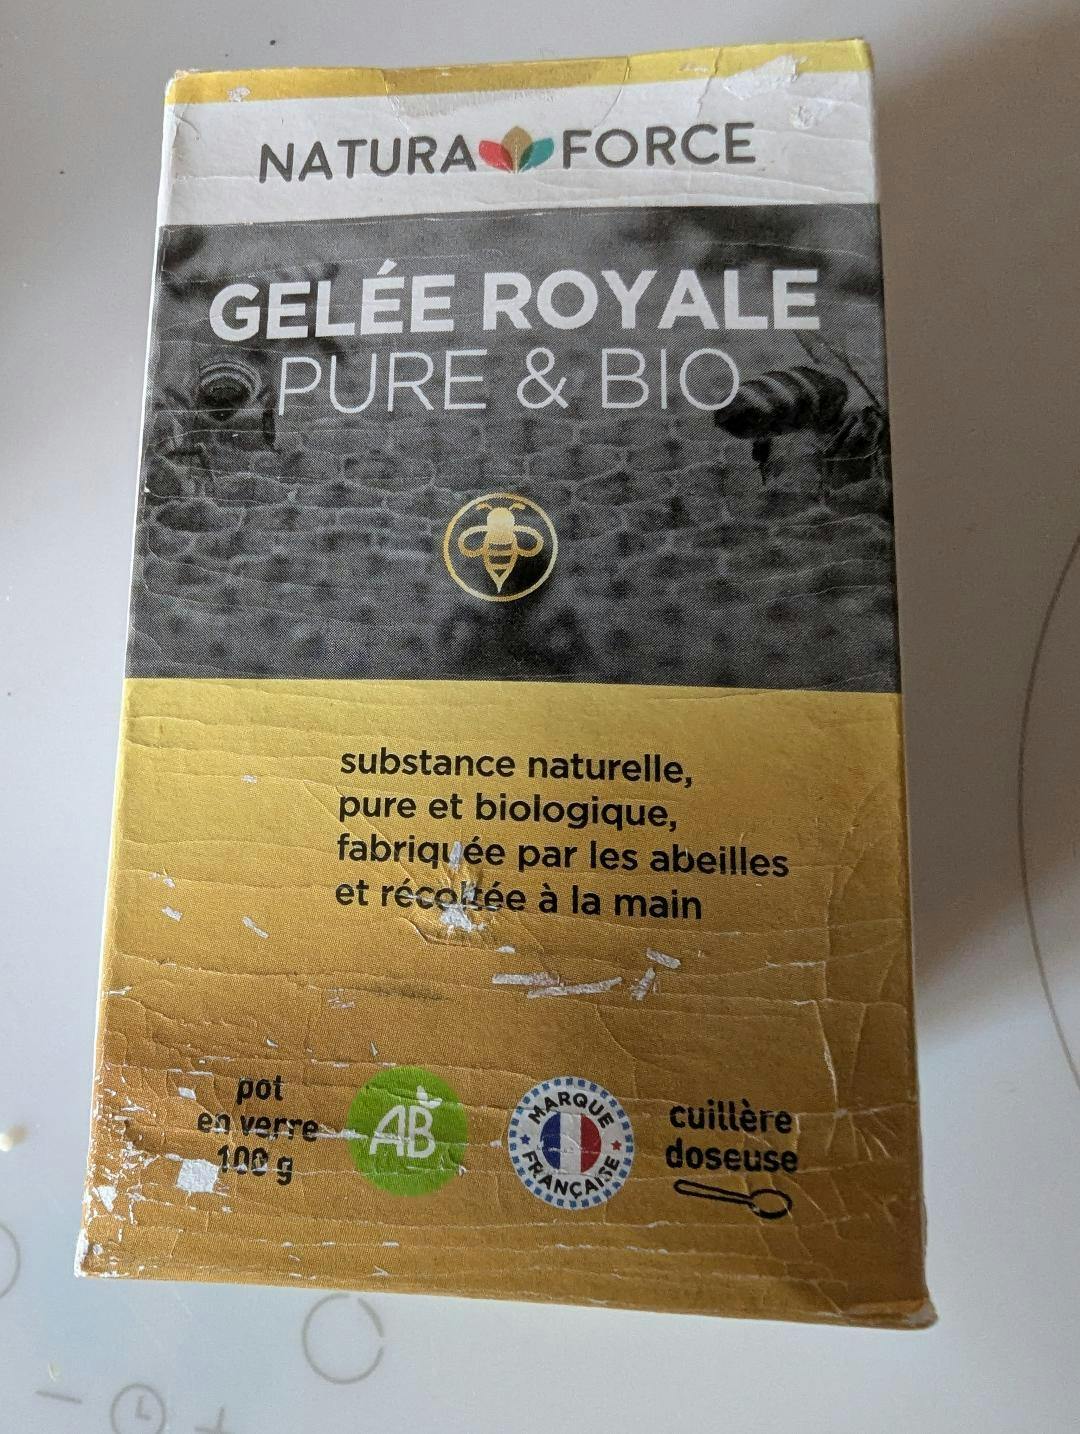 NATURA FORCE
GELÉE ROYALE
PURE & BIO
substance naturelle,
pure et biologique,
fabriquée par les abeilles
et récoltée à la main
pot
en verre
100 g
AB
MARQUE
FRANÇAISE
cuillère
doseuse